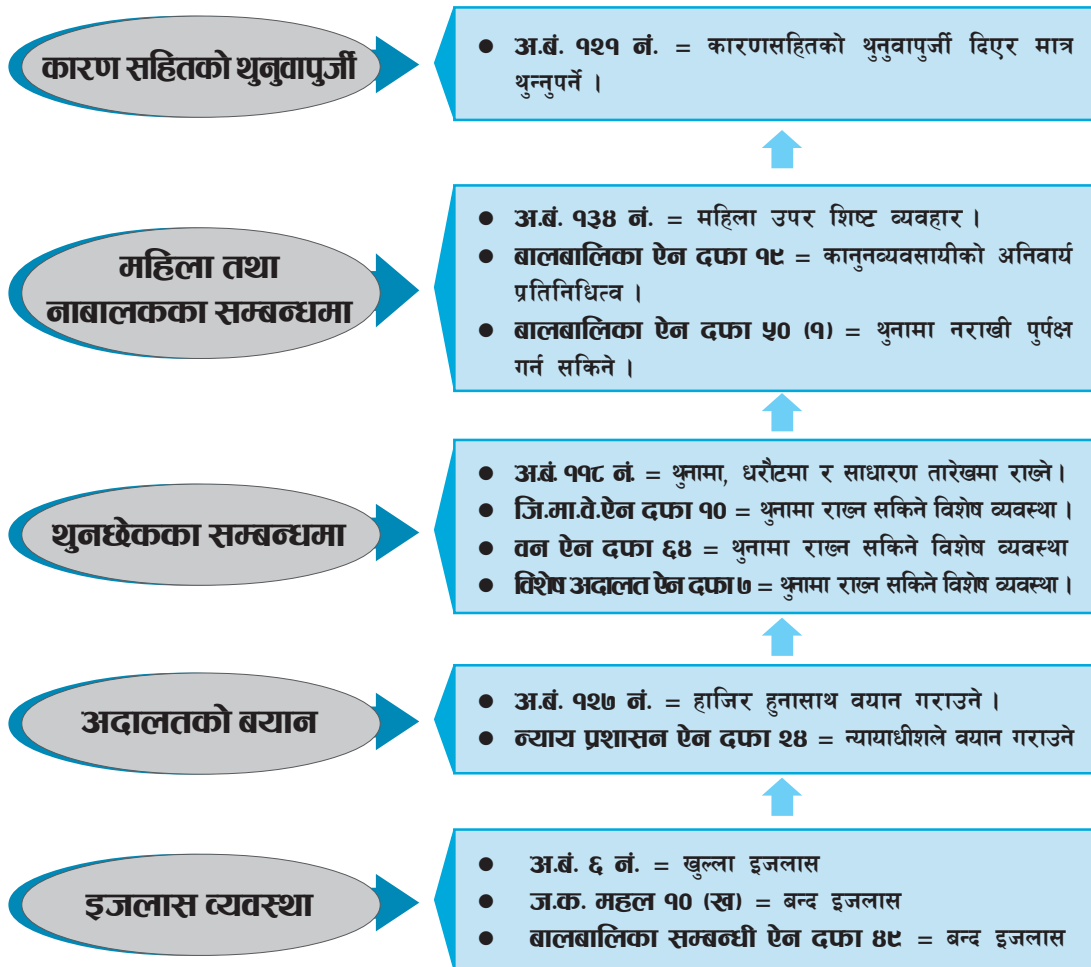 कारण सहितको थुनुवापुर्जी
● अ.बं. १२१ नं. = कारणसहितको थुनुवापुर्जी दिएर मात्र
थुन्नुपर्ने ।
महिला तथा
नाबालकका सम्बन्धमा
● अ.बं. १३४ नं. = महिला उपर शिष्ट व्यवहार ।
● बालबालिका ऐन दफा १९ = कानुनव्यवसायीको अनिवार्य
प्रतिनिधित्व ।
● बालबालिका ऐन दफा ५० (१) = थुनामा नराखी पुर्पक्ष
गर्न सकिने ।
थुनछेकका सम्बन्धमा
● अ.बं. ११८ नं. = थुनामा, धरौटमा र साधारण तारेखमा राख्ने।
● जि.मा.वे.ऐन दफा १० = थुनामा राख्न सकिने विशेष व्यवस्था।
● वन ऐन दफा ६४ = थुनामा राख्न सकिने विशेष व्यवस्था
● विशेष अदालत ऐन दफा ७ = थुनामा राख्न सकिने विशेष व्यवस्था।
अदालतको बयान
● अ.बं. १२७ नं. = हाजिर हुनासाथ वयान गराउने ।
● न्याय प्रशासन ऐन दफा २४ = न्यायाधीशले वयान गराउने
इजलास व्यवस्था
● अ.बं. ६ नं. = खुल्ला इजलास
● ज.क. महल १० (ख) = बन्द इजलास
● बालबालिका सम्बन्धी ऐन दफा ४९ = बन्द इजलास